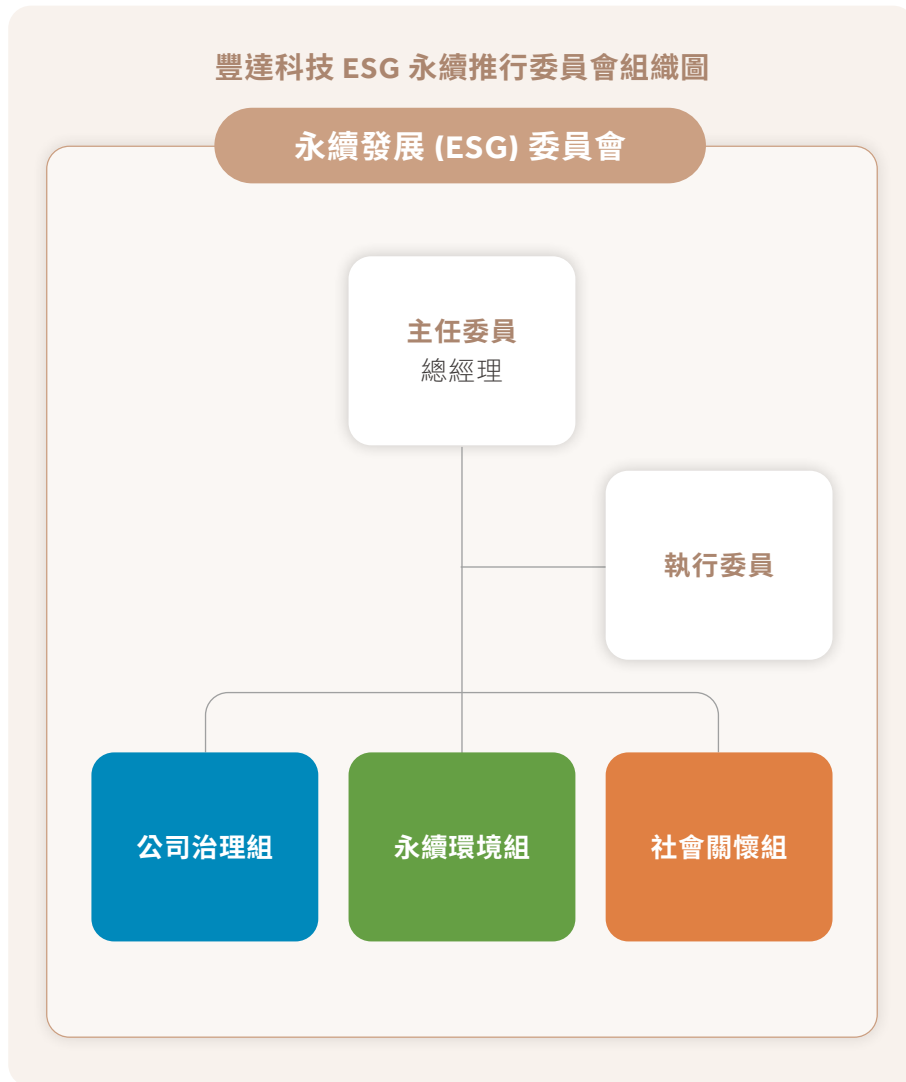 豐達科技 ESG 永續推行委員會組織圖
永續發展 (ESG) 委員會
主任委員
總經理
執行委員
公司治理組
永續環境組
社會關懷組